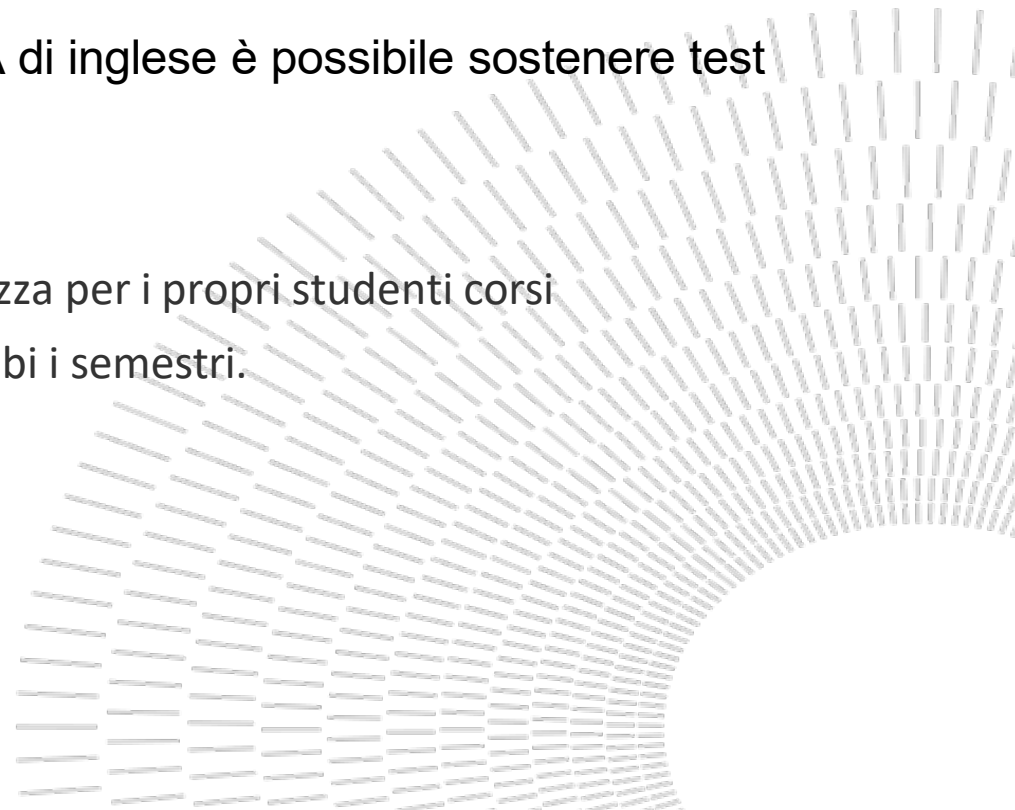 di inglese è possibile sostenere test
zza per i propri studenti corsi
bi i semestri.